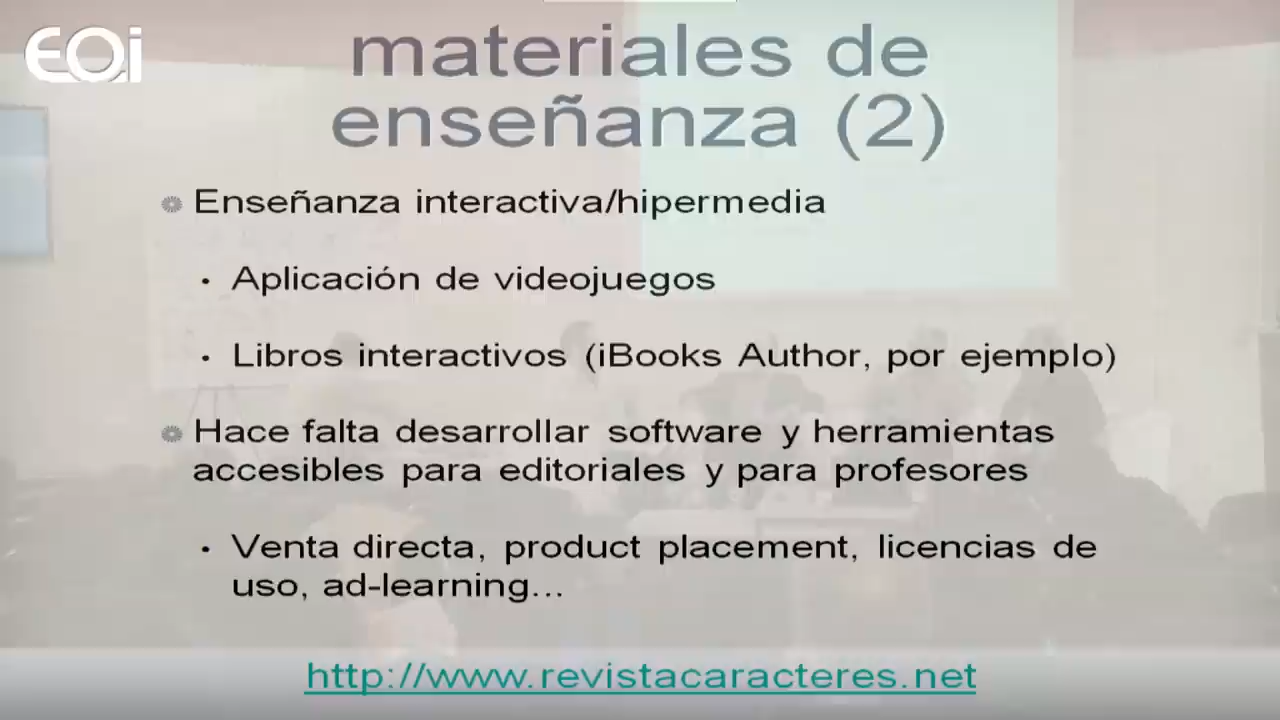 EOi
materiales de
enseñanza (2)
Enseñanza interactiva/hipermedia
· Aplicación de videojuegos
· Libros interactivos (iBooks Author, por ejemplo)
Hace falta desarrollar software y herramientas
accesibles para editoriales y para profesores
· Venta directa, product placement, licencias de
uso, ad-learning...
http://www.revistacaracteres.net